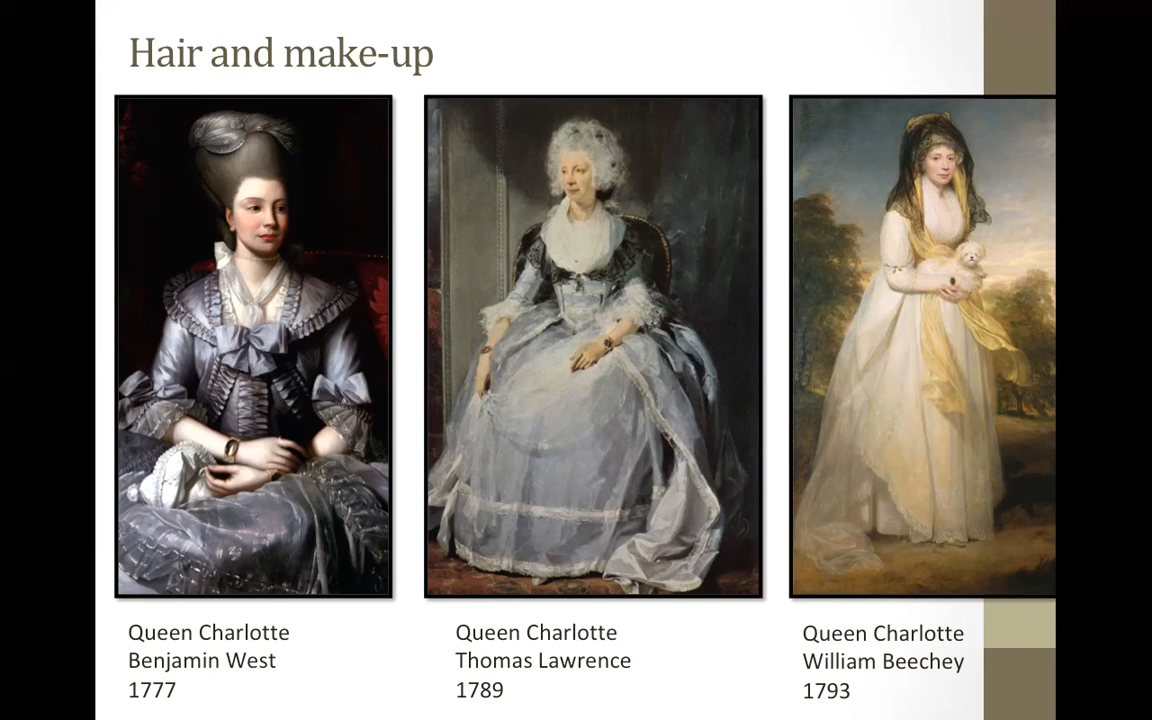 Hair and make-up
Queen Charlotte
Benjamin West
1777
Queen Charlotte
Thomas Lawrence
1789
Queen Charlotte
William Beechey
1793